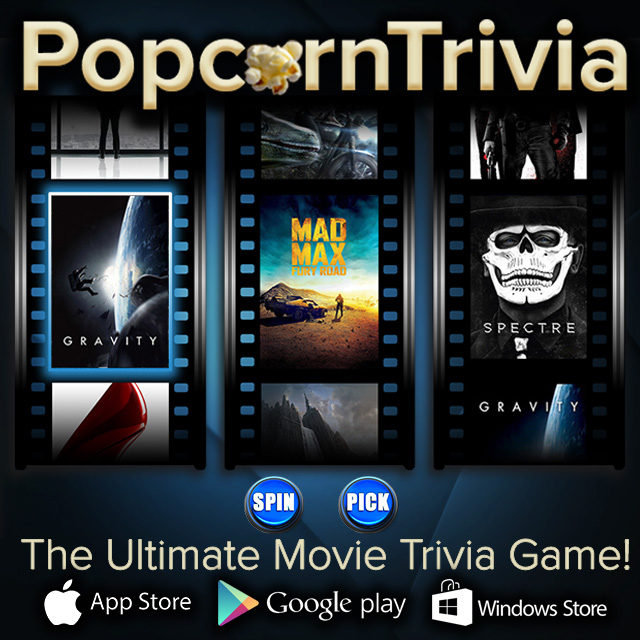 PopcornTrivia
GRAVITY
MAD
MAX
FURY ROAD
SPECTRE
GRAVITY
SPIN
PICK
The Ultimate Movie Trivia Game!
App Store
Google play
Windows Store